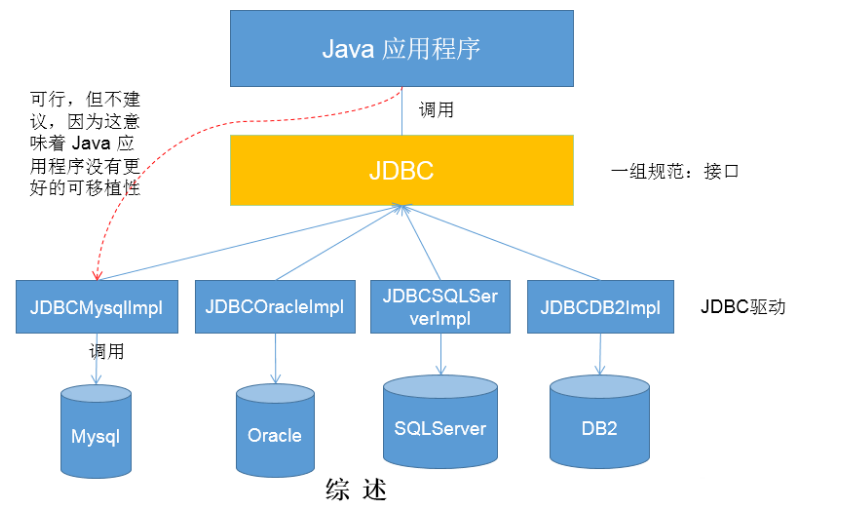 Java 应用程序
可行，但不建
议，因为这意
味着 Java 应
用程序没有更
好的可移植性
调用
JDBC
一组规范：接口
JDBCMysqlImpl
JDBCOracleImpl
JDBCSQLSer
verImpl
JDBCDB2Impl
JDBC驱动
调用
Mysql
Oracle
SQLServer
DB2
综 述